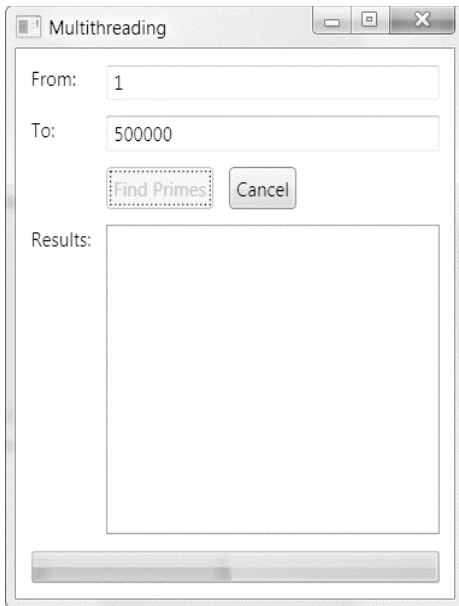 Multithreading
From: 1
To: 500000
Find Primes Cancel
Results: